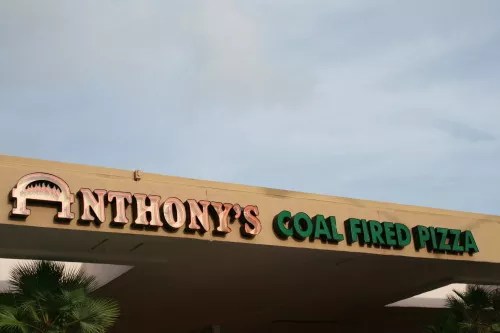 ANTHONY'S COAL FIRED PIZZA